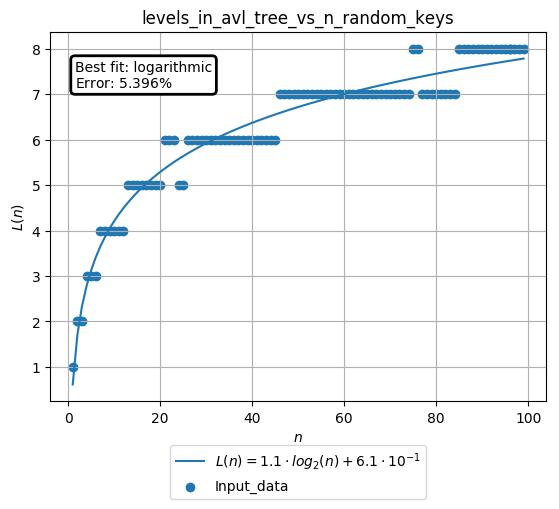 levels_in_avl_tree_vs_n_random_keys
Best fit: logarithmic
Error: 5.396%
8
7
6
5
4
3
2
1
L(n)
0 20 40 60 80 100
n
L(n) = 1.1 · log₂(n) + 6.1 · 10⁻¹
Input_data